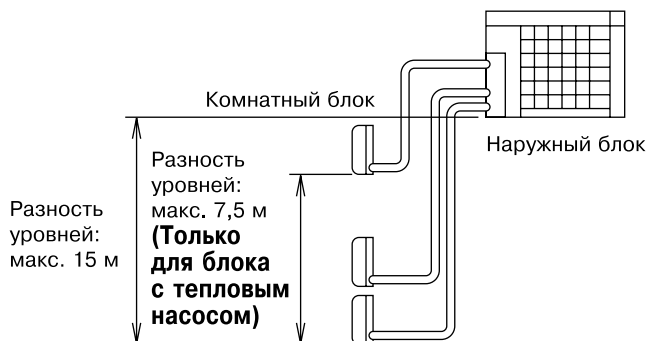 Комнатный блок
Наружный блок
Разность
уровней:
макс. 15 м
Разность
уровней:
макс. 7,5 м
(Только
для блока
с тепловым
насосом)